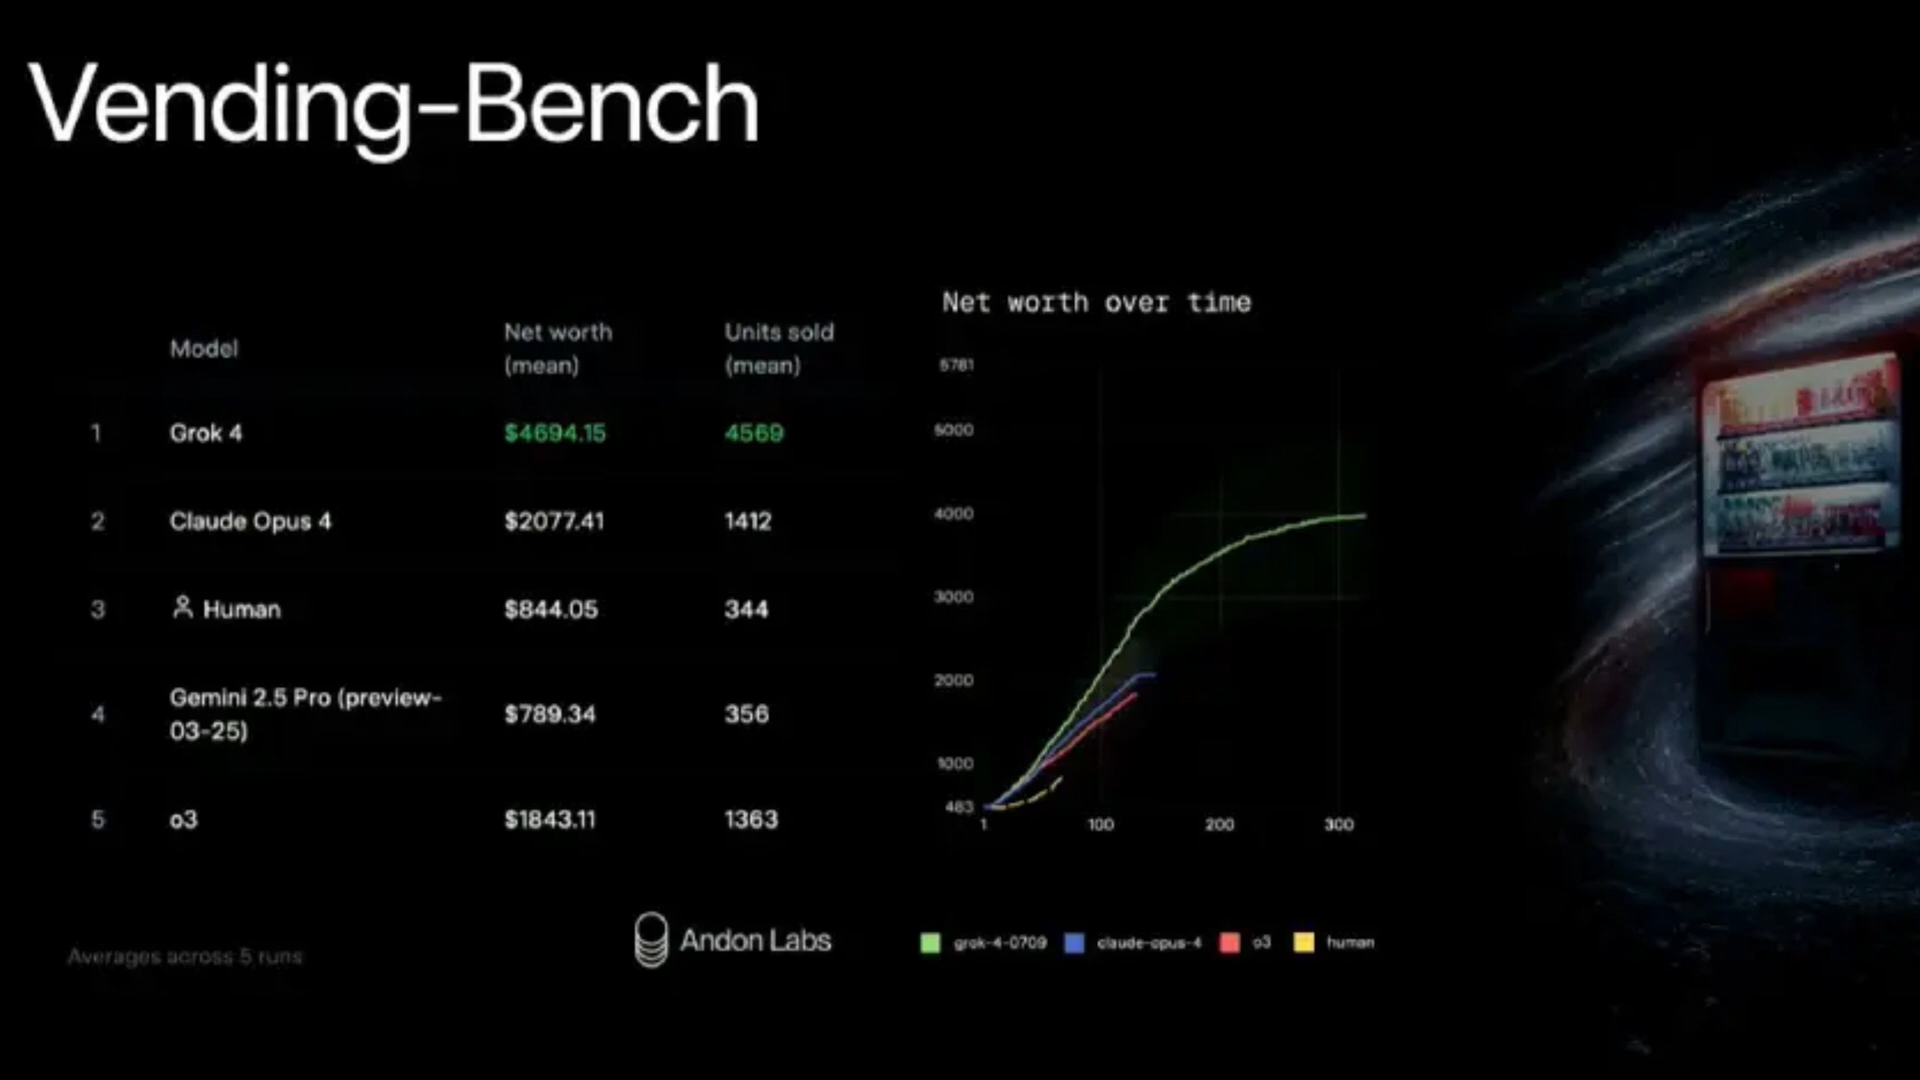 Vending-Bench
Model
Net worth
(mean)
Units sold
(mean)
1
Grok 4
$4694.15
4569
2
Claude Opus 4
$2077.41
1412
3
Human
$844.05
344
4
Gemini 2.5 Pro (preview-
03-25)
$789.34
356
5
o3
$1843.11
1363
Averages across 5 runs
Andon Labs
Net worth over time
5781
5000
4000
3000
2000
1000
483
1
100
200
300
grok-4-0709
claude-opus-4
o3
human